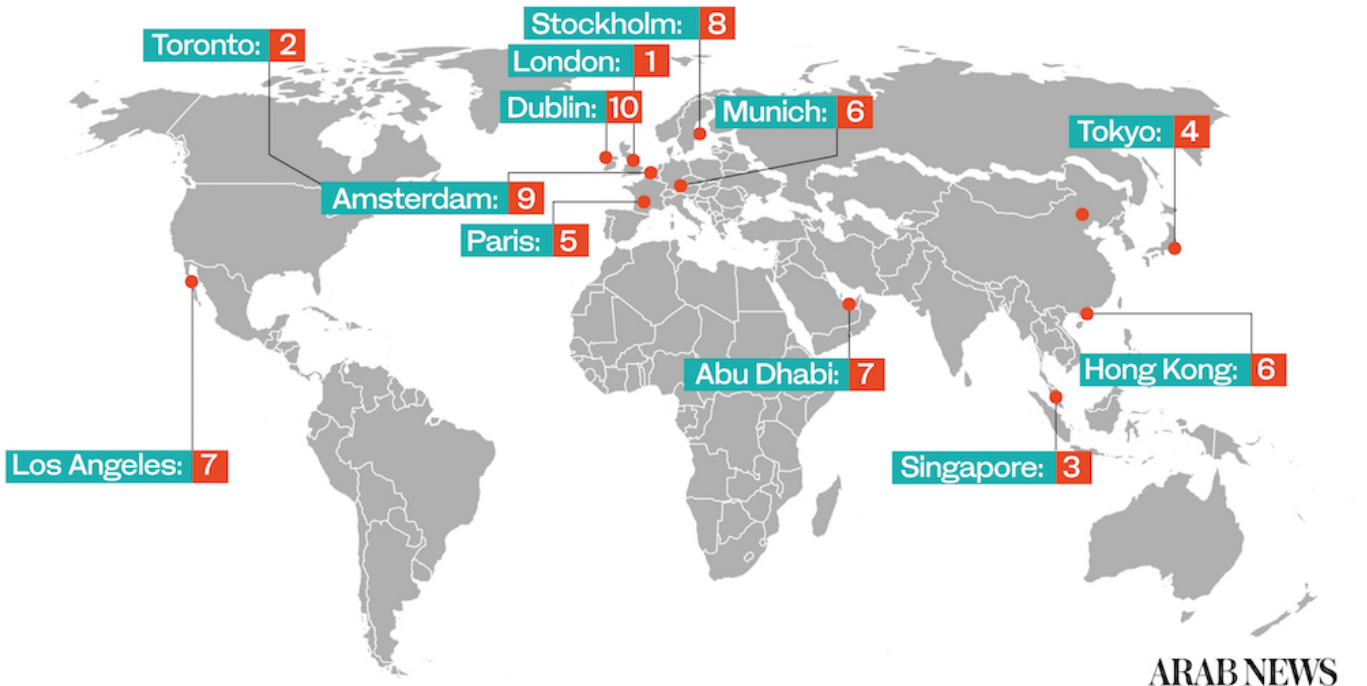 Stockholm: 8
Toronto: 2
London: 1
Dublin: 10
Munich: 6
Tokyo: 4
Amsterdam: 9
Paris: 5
Abu Dhabi: 7
Hong Kong: 6
Los Angeles: 7
Singapore: 3
ARAB NEWS